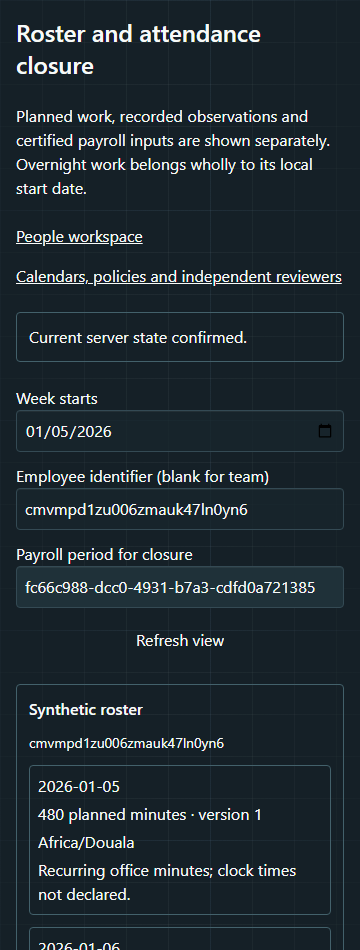 Roster and attendance
closure
Planned work, recorded observations and
certified payroll inputs are shown separately.
Overnight work belongs wholly to its local
start date.
People workspace
Calendars, policies and independent reviewers
Current server state confirmed.
Week starts
01/05/2026
Employee identifier (blank for team)
cmvmpd1zu006zmauk47ln0yn6
Payroll period for closure
fc66c988-dcc0-4931-b7a3-cdfd0a721385
Refresh view
Synthetic roster
cmvmpd1zu006zmauk47ln0yn6
2026-01-05
480 planned minutes · version 1
Africa/Douala
Recurring office minutes; clock times
not declared.
2026-01-06